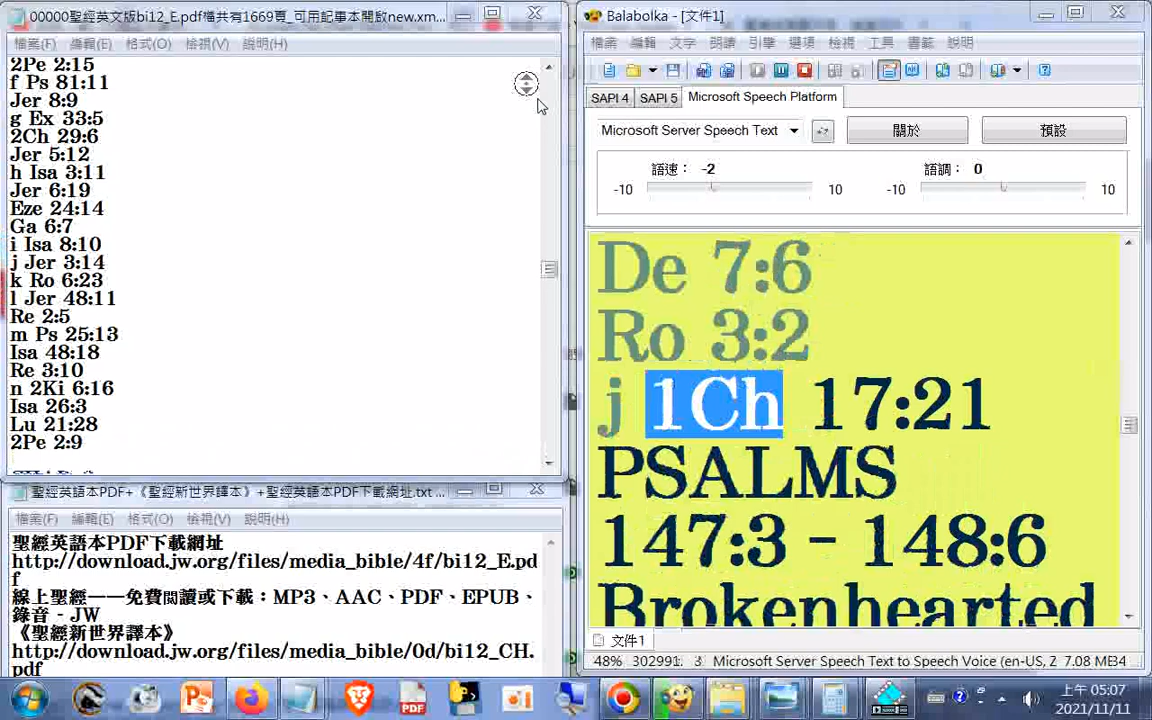 00000聖經英文版bi12_E.pdf檔共有1669頁_可用記事本開啟new.xm...
檔案(F) 編輯(E) 格式(O) 檢視(V) 說明(H)
2Pe 2:15
f Ps 81:11
Jer 8:9
g Ex 33:5
2Ch 29:6
Jer 5:12
h Isa 3:11
Jer 6:19
Eze 24:14
Ga 6:7
i Isa 8:10
j Jer 3:14
k Ro 6:23
l Jer 48:11
Re 2:5
m Ps 25:13
Isa 48:18
Re 3:10
n 2Ki 6:16
Isa 26:3
Lu 21:28
2Pe 2:9
聖經英語本PDF+《聖經新世界譯本》+聖經英語本PDF下載網址.txt ...
檔案(F) 編輯(E) 格式(O) 檢視(V) 說明(H)
聖經英語本PDF下載網址
http://download.jw.org/files/media_bible/4f/bi12_E.pd
f
線上聖經——免費閱讀或下載：MP3、AAC、PDF、EPUB、
錄音 - JW
《聖經新世界譯本》
http://download.jw.org/files/media_bible/0d/bi12_CH.
pdf
Balabolka - [文件1]
檔案 編輯 文字 朗讀 引擎 選項 檢視 工具 書籤 說明
SAPI 4 SAPI 5 Microsoft Speech Platform
Microsoft Server Speech Text 關於 預設
語速： -2 語調： 0
-10 10 -10 10
De 7:6
Ro 3:2
j 1Ch 17:21
PSALMS
147:3 – 148:6
Brokenhearted
文件1
48% 302991. 3 Microsoft Server Speech Text to Speech Voice (en-US, Z 7.08 MB34
PDF
上午 05:07
2021/11/11